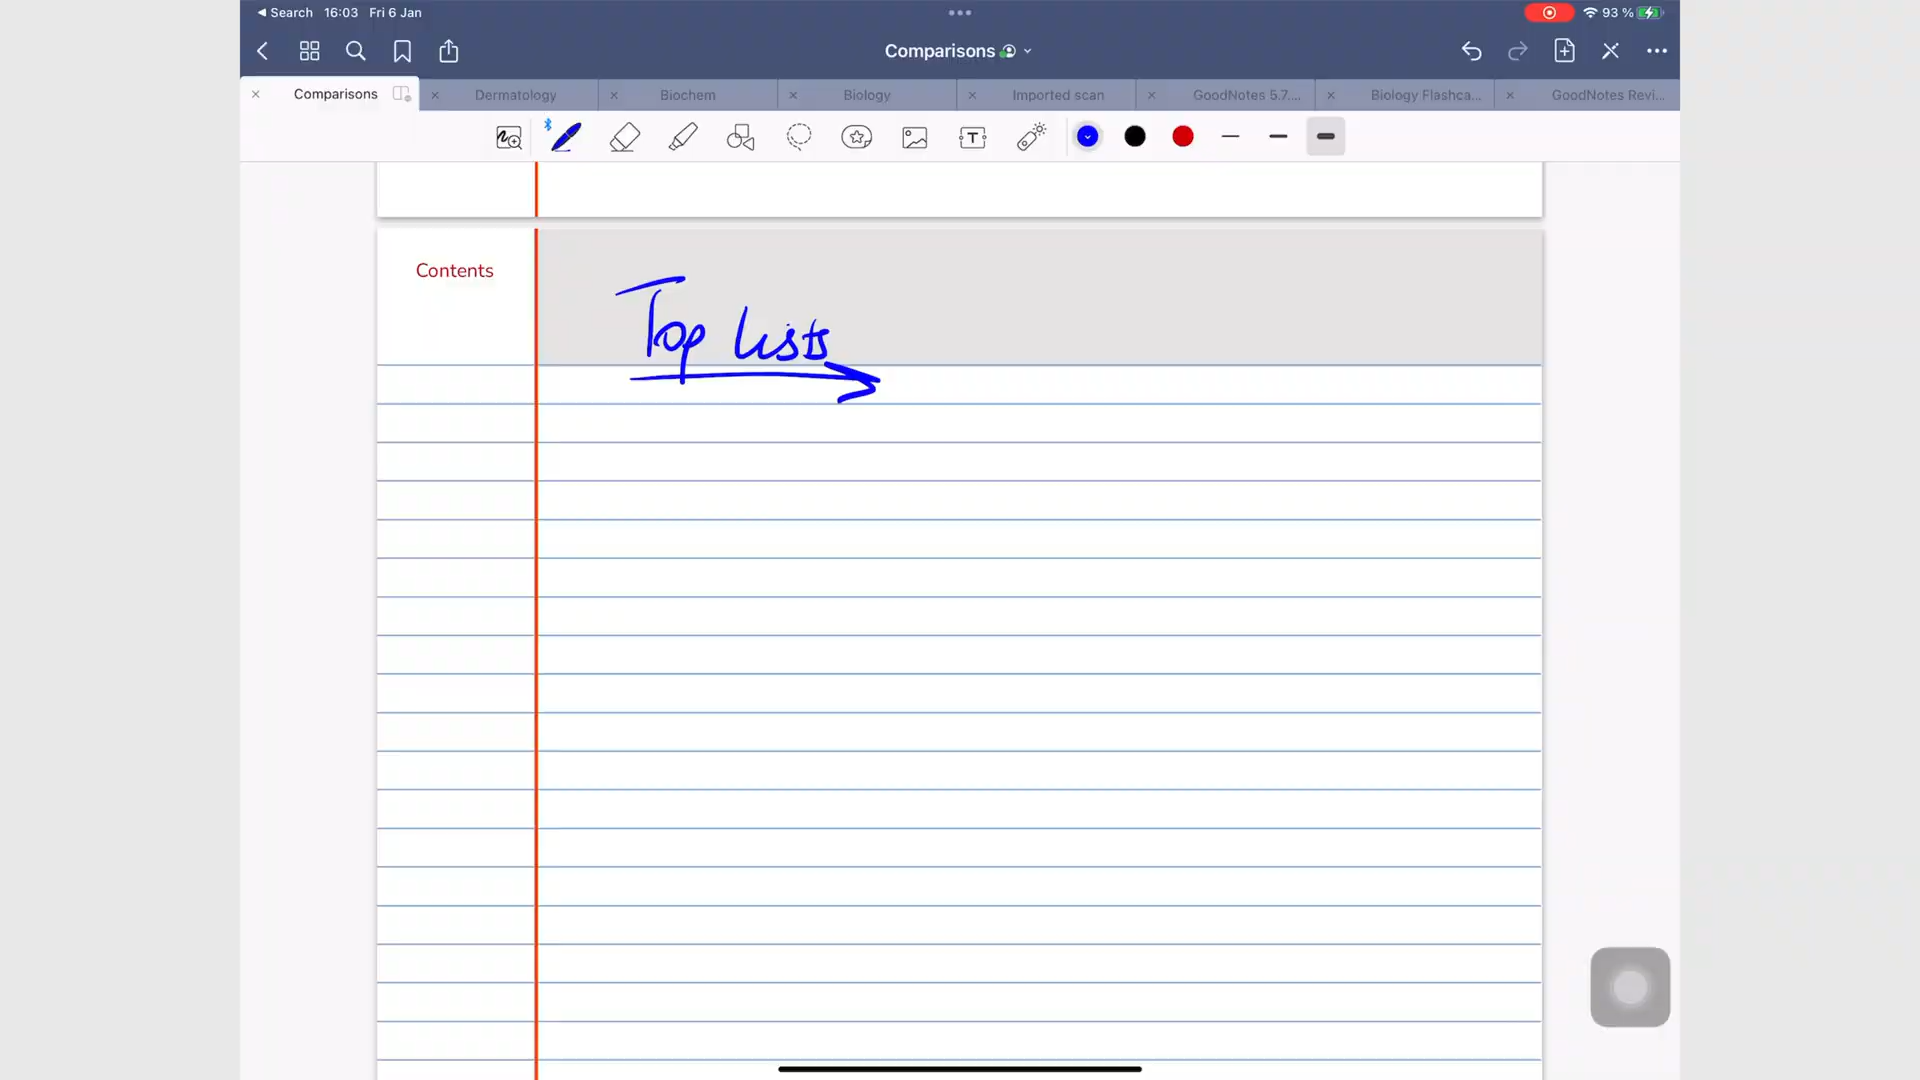 ◀ Search 16:03 Fri 6 Jan 93 %
Comparisons
Comparisons Dermatology Biochem Biology Imported scan GoodNotes 5.7.... Biology Flashca... GoodNotes Revi...
T
Contents
Top Lists